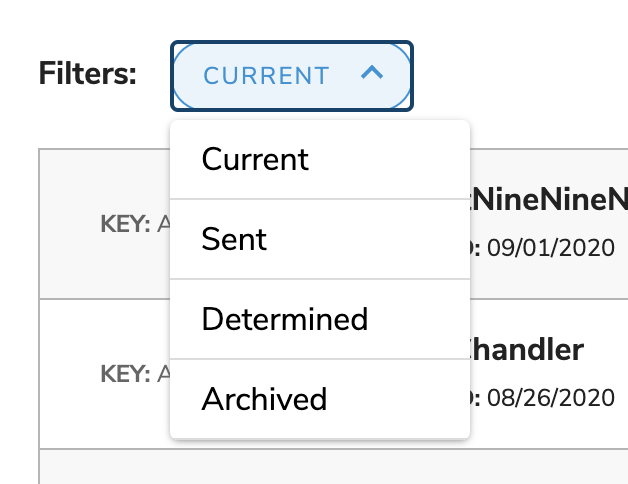 Filters: CURRENT
Current
Sent
Determined
Archived
KEY:
09/01/2020
KEY: Chandler
08/26/2020